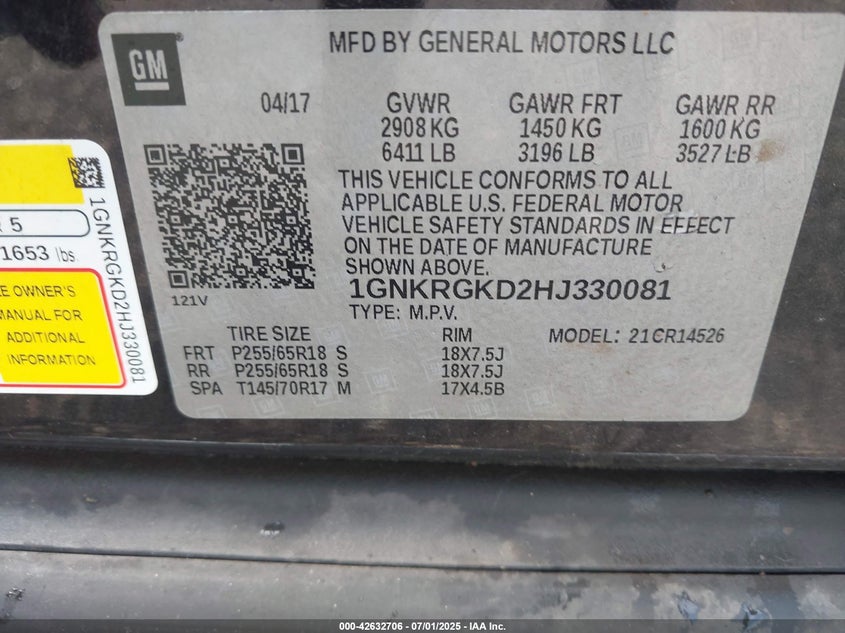 GM
MFD BY GENERAL MOTORS LLC
04/17
GVWR GAWR FRT GAWR RR
2908 KG 1450 KG 1600 KG
6411 LB 3196 LB 3527 LB
THIS VEHICLE CONFORMS TO ALL
APPLICABLE U.S. FEDERAL MOTOR
VEHICLE SAFETY STANDARDS IN EFFECT
ON THE DATE OF MANUFACTURE
SHOWN ABOVE.
1GNKRGKD2HJ330081
121V
TYPE: M.P.V.
TIRE SIZE RIM MODEL: 21CR14526
FRT P255/65R18 S 18X7.5J
RR P255/65R18 S 18X7.5J
SPA T145/70R17 M 17X4.5B
5
1653 lbs.
OWNER'S
MANUAL FOR
ADDITIONAL
INFORMATION
1GNKRGKD2HJ330081
000-42632706 - 07/01/2025 - IAA Inc.